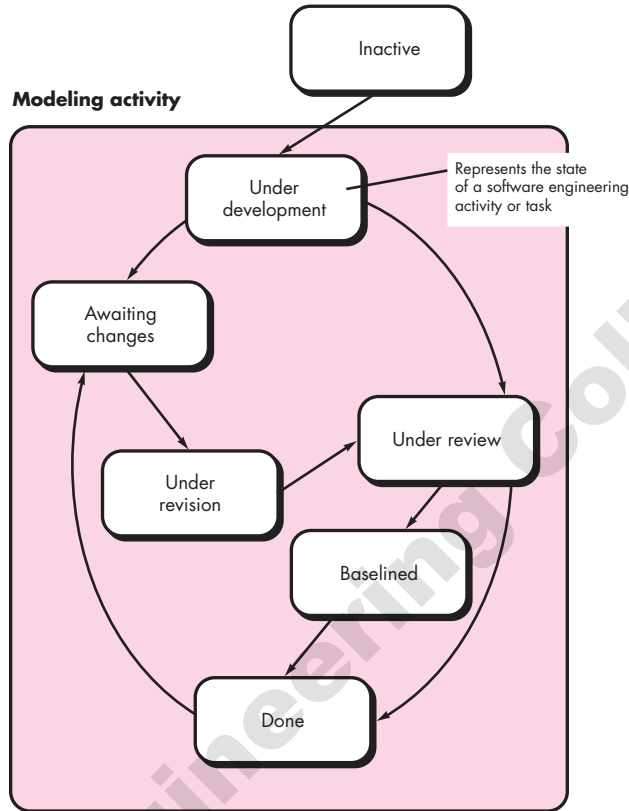 Inactive
Modeling activity
Under
development
Represents the state
of a software engineering
activity or task
Awaiting
changes
Under review
Under
revision
Baselined
Done